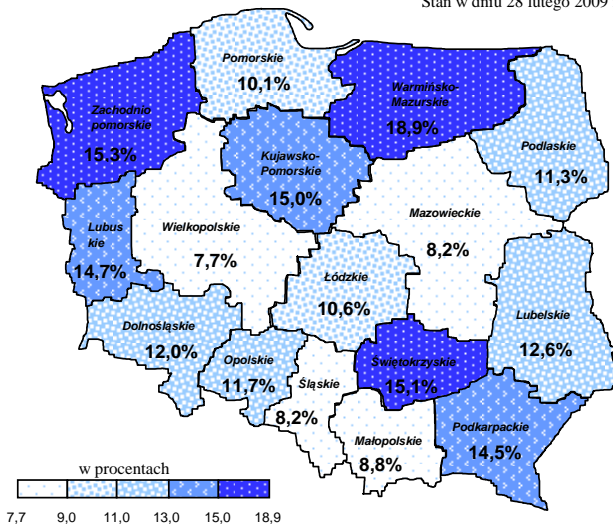 Stan w dniu 28 lutego 2009
Pomorskie
10,1%
Warmińsko-
Mazurskie
18,9%
Zachodnio
pomorskie
15.3%
Podlaskie
11,3%
Kujawsko-
Pomorskie
15,0%
Lubus
kie
14,7%
Wielkopolskie
7,7%
Mazowieckie
8,2%
Łódzkie
10,6%
Lubelskie
12,6%
Dolnośląskie
12,0%
Opolskie
11,7%
Śląskie
8,2%
Świętokrzyskie
15,1%
Małopolskie
8,8%
Podkarpackie
14,5%
w procentach
7,7 9,0 11,0 13,0 15,0 18,9